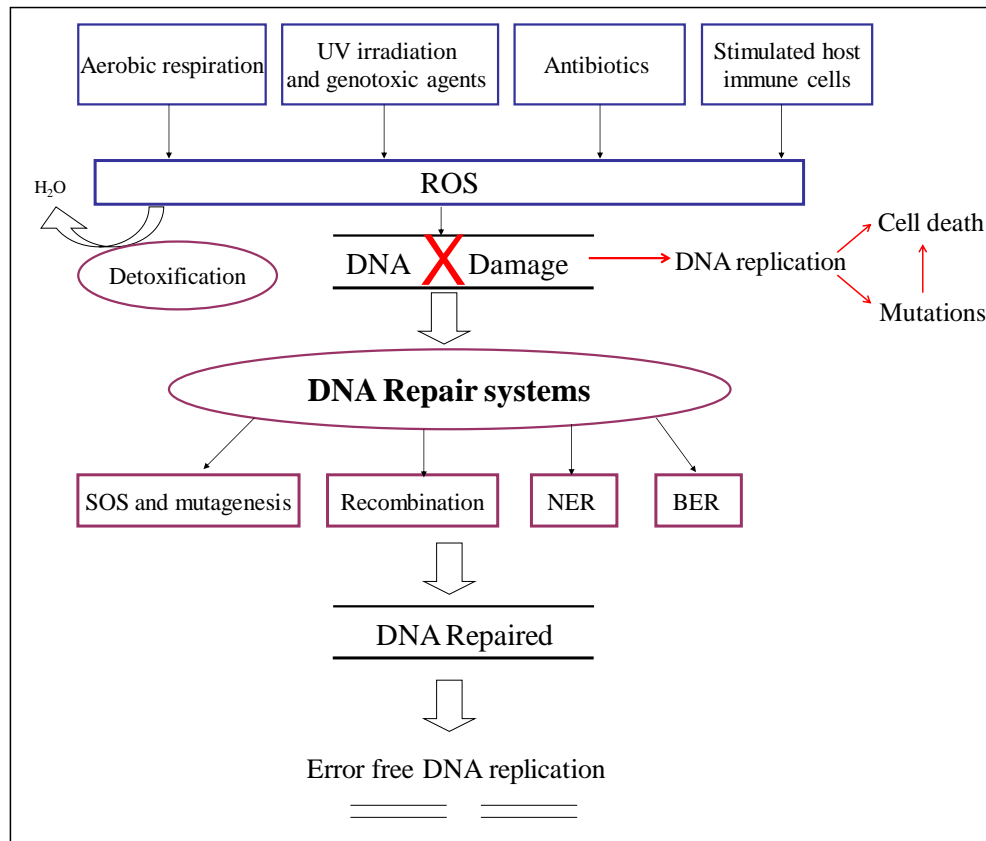 Aerobic respiration
UV irradiation
and genotoxic agents
Antibiotics
Stimulated host
immune cells
ROS
H₂O
Detoxification
DNA X Damage
DNA replication
Cell death
Mutations
DNA Repair systems
SOS and mutagenesis
Recombination
NER
BER
DNA Repaired
Error free DNA replication